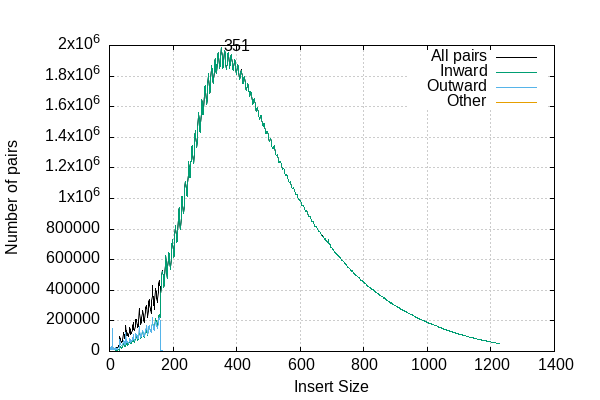 351
All pairs
Inward
Outward
Other
2x10^6
1.8x10^6
1.6x10^6
1.4x10^6
1.2x10^6
1x10^6
800000
600000
400000
200000
0
Number of pairs
0 200 400 600 800 1000 1200 1400
Insert Size